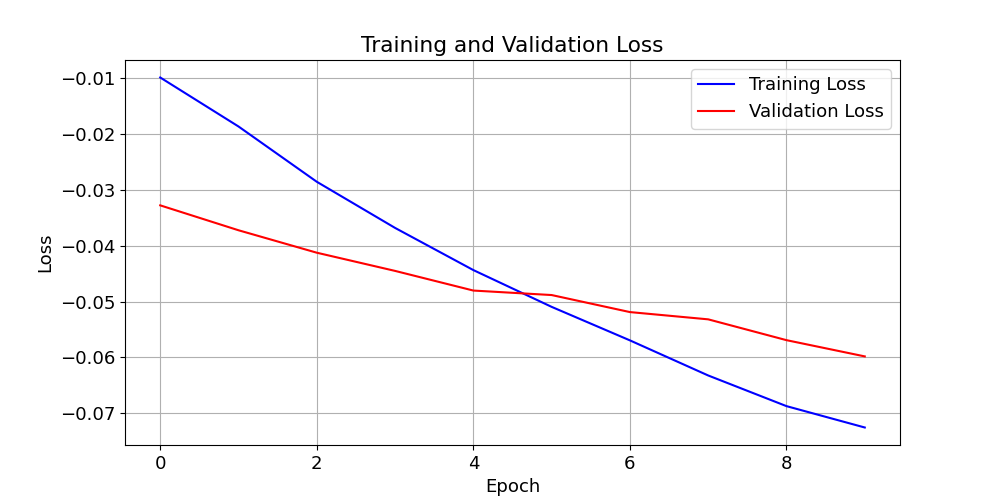 Training and Validation Loss
Training Loss
Validation Loss
−0.01
−0.02
−0.03
−0.04
−0.05
−0.06
−0.07
Loss
0 2 4 6 8
Epoch